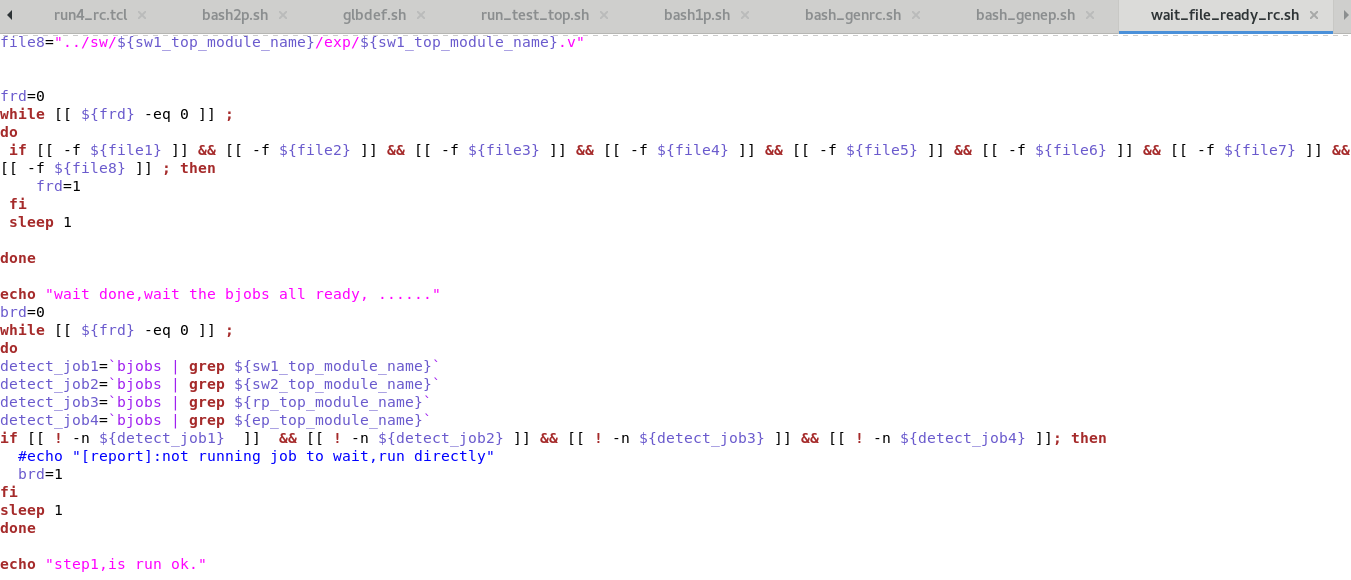 run4_rc.tcl bash2p.sh glbdef.sh run_test_top.sh bash1p.sh bash_genrc.sh bash_genep.sh wait_file_ready_rc.sh
file8="../sw/${sw1_top_module_name}/exp/${sw1_top_module_name}.v"
frd=0
while [[ ${frd} -eq 0 ]] ;
do
 if [[ -f ${file1} ]] && [[ -f ${file2} ]] && [[ -f ${file3} ]] && [[ -f ${file4} ]] && [[ -f ${file5} ]] && [[ -f ${file6} ]] && [[ -f ${file7} ]] &&
[[ -f ${file8} ]] ; then
    frd=1
 fi
 sleep 1
done
echo "wait done,wait the bjobs all ready, ......"
brd=0
while [[ ${frd} -eq 0 ]] ;
do
detect_job1=`bjobs | grep ${sw1_top_module_name}`
detect_job2=`bjobs | grep ${sw2_top_module_name}`
detect_job3=`bjobs | grep ${rp_top_module_name}`
detect_job4=`bjobs | grep ${ep_top_module_name}`
if [[ ! -n ${detect_job1}  ]]  && [[ ! -n ${detect_job2} ]] && [[ ! -n ${detect_job3} ]] && [[ ! -n ${detect_job4} ]]; then
  #echo "[report]:not running job to wait,run directly"
  brd=1
fi
sleep 1
done
echo "step1,is run ok."